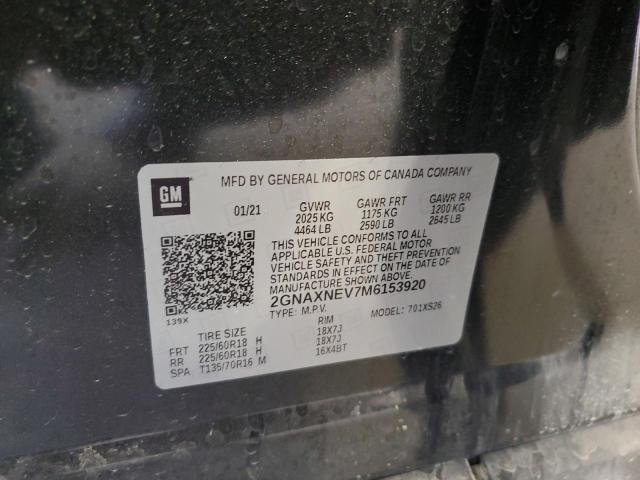 GM
MFD BY GENERAL MOTORS OF CANADA COMPANY
01/21 GVWR GAWR FRT GAWR RR
2025 KG 1175 KG 1200 KG
4464 LB 2590 LB 2645 LB
THIS VEHICLE CONFORMS TO ALL
APPLICABLE U.S. FEDERAL MOTOR
VEHICLE SAFETY AND THEFT PREVENTION
STANDARDS IN EFFECT ON THE DATE OF
MANUFACTURE SHOWN ABOVE.
2GNAXNEV7M6153920
TYPE: M.P.V. MODEL: 701XS26
139X
TIRE SIZE RIM
FRT 225/60R18 H 18X7J
RR 225/60R18 H 18X7J
SPA T135/70R16 M 16X4BT